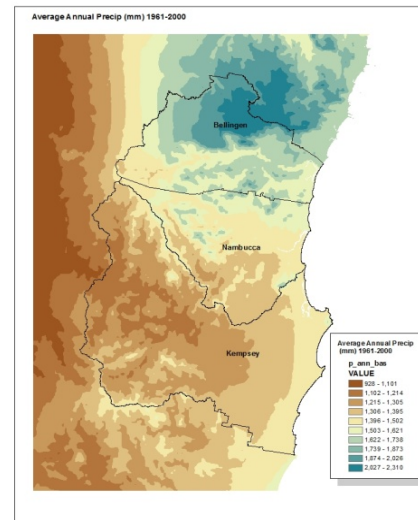 Average Annual Precip (mm) 1961-2000
Bellingen
Nambucca
Kempsey
Average Annual Precip
(mm) 1961-2000
p_ann_bas
VALUE
928 - 1,101
1,102 - 1,214
1,215 - 1,305
1,306 - 1,395
1,396 - 1,502
1,503 - 1,621
1,622 - 1,738
1,739 - 1,873
1,874 - 2,026
2,027 - 2,310